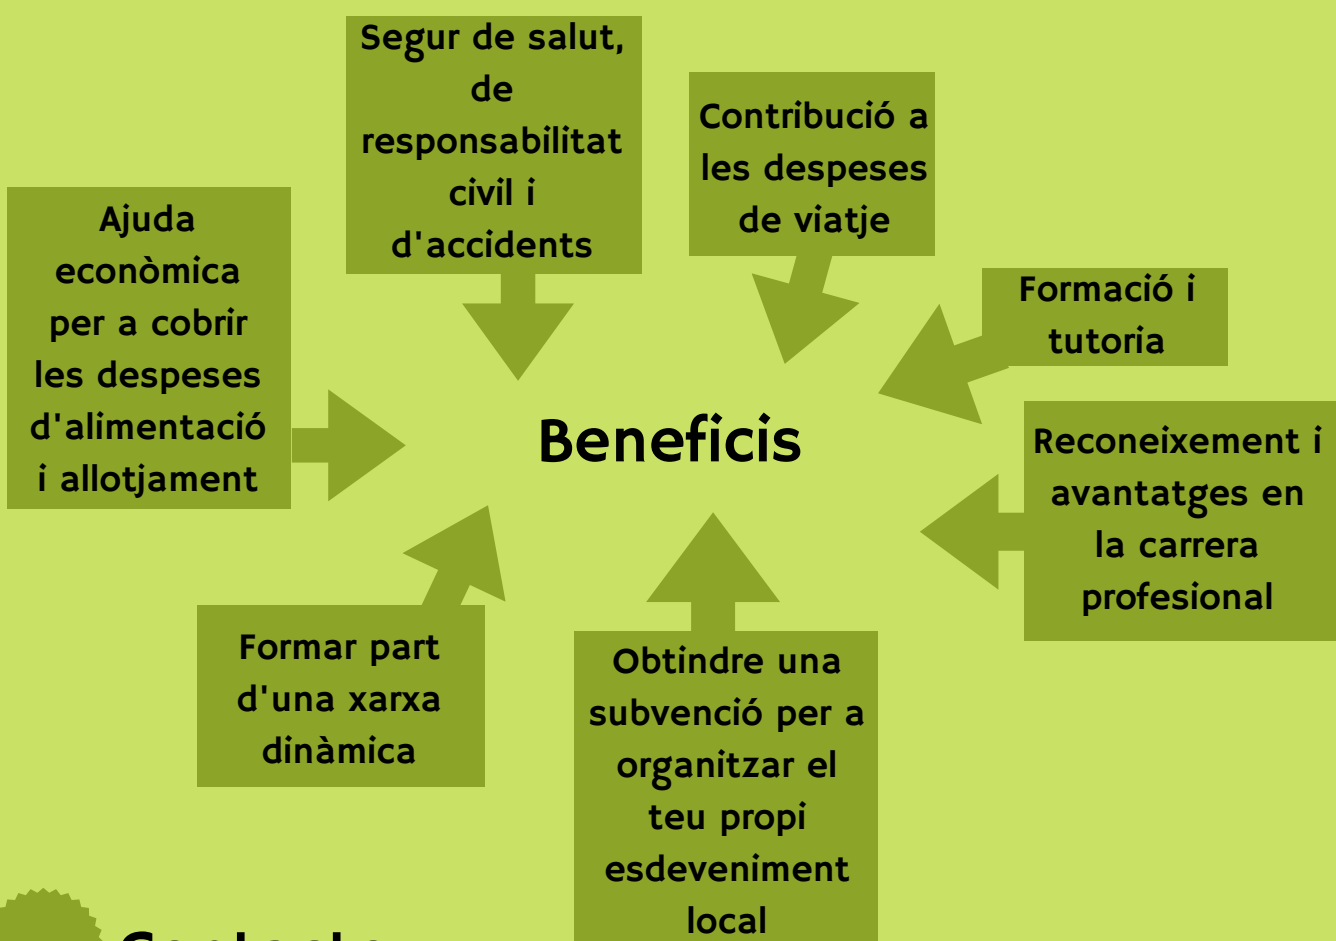 Segur de salut,
de
responsabilitat
civil i
d'accidents
Contribució a
les despeses
de viatje
Ajuda
econòmica
per a cobrir
les despeses
d'alimentació
i allotjament
Formació i
tutoria
Beneficis
Reconeixement i
avantatges en
la carrera
profesional
Formar part
d'una xarxa
dinàmica
Obtindre una
subvenció per a
organitzar el
teu propi
esdeveniment
local